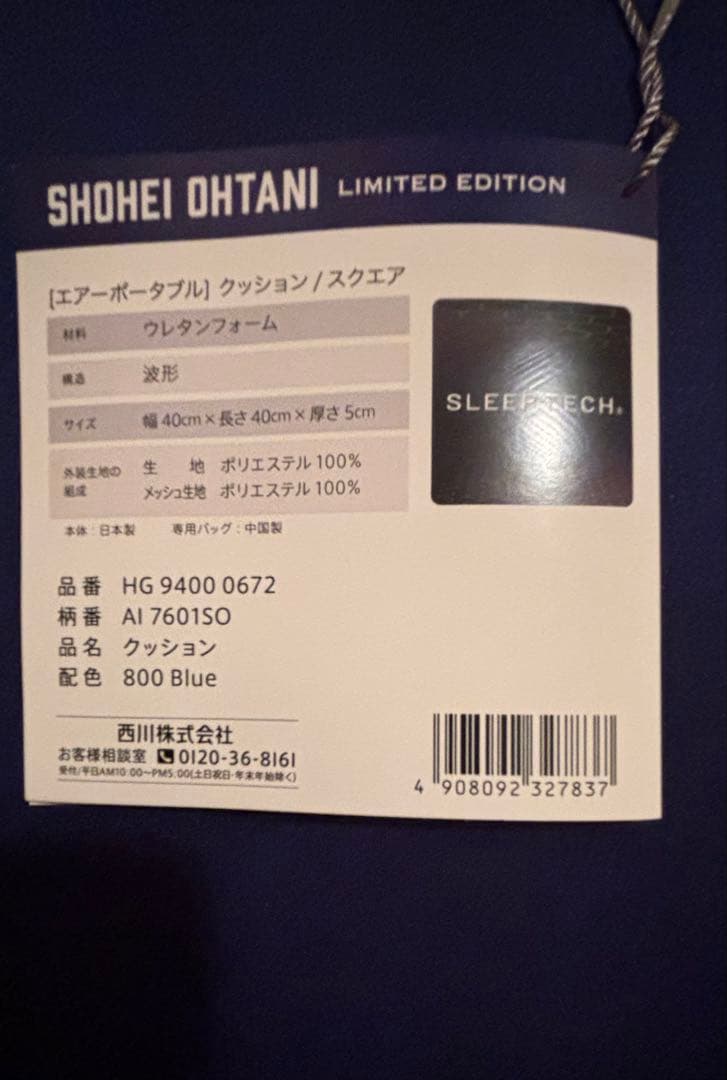 SHOHEI OHTANI LIMITED EDITION
[エアーポータブル] クッション / スクエア
材料 ウレタンフォーム
構造 波形
サイズ 幅 40cm × 長さ 40cm × 厚さ 5cm
外装生地の組成 生 地 ポリエステル 100%
メッシュ生地 ポリエステル 100%
本体:日本製 専用バッグ:中国製
SLEEP TECH®
品番 HG 9400 0672
柄番 AI 7601SO
品名 クッション
配色 800 Blue
西川株式会社
お客様相談室 0120-36-8161
受付/平日AM10:00〜PM5:00(土日祝日・年末年始除く)
4 908092 327837